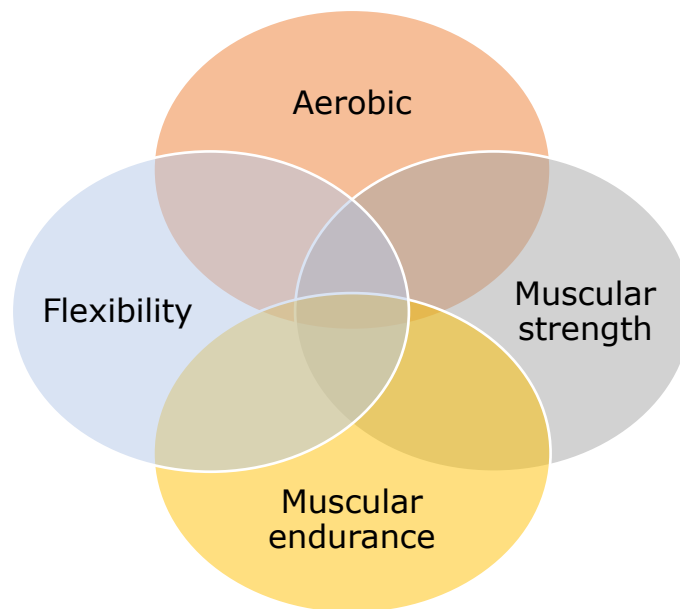 Aerobic
Flexibility
Muscular
strength
Muscular
endurance